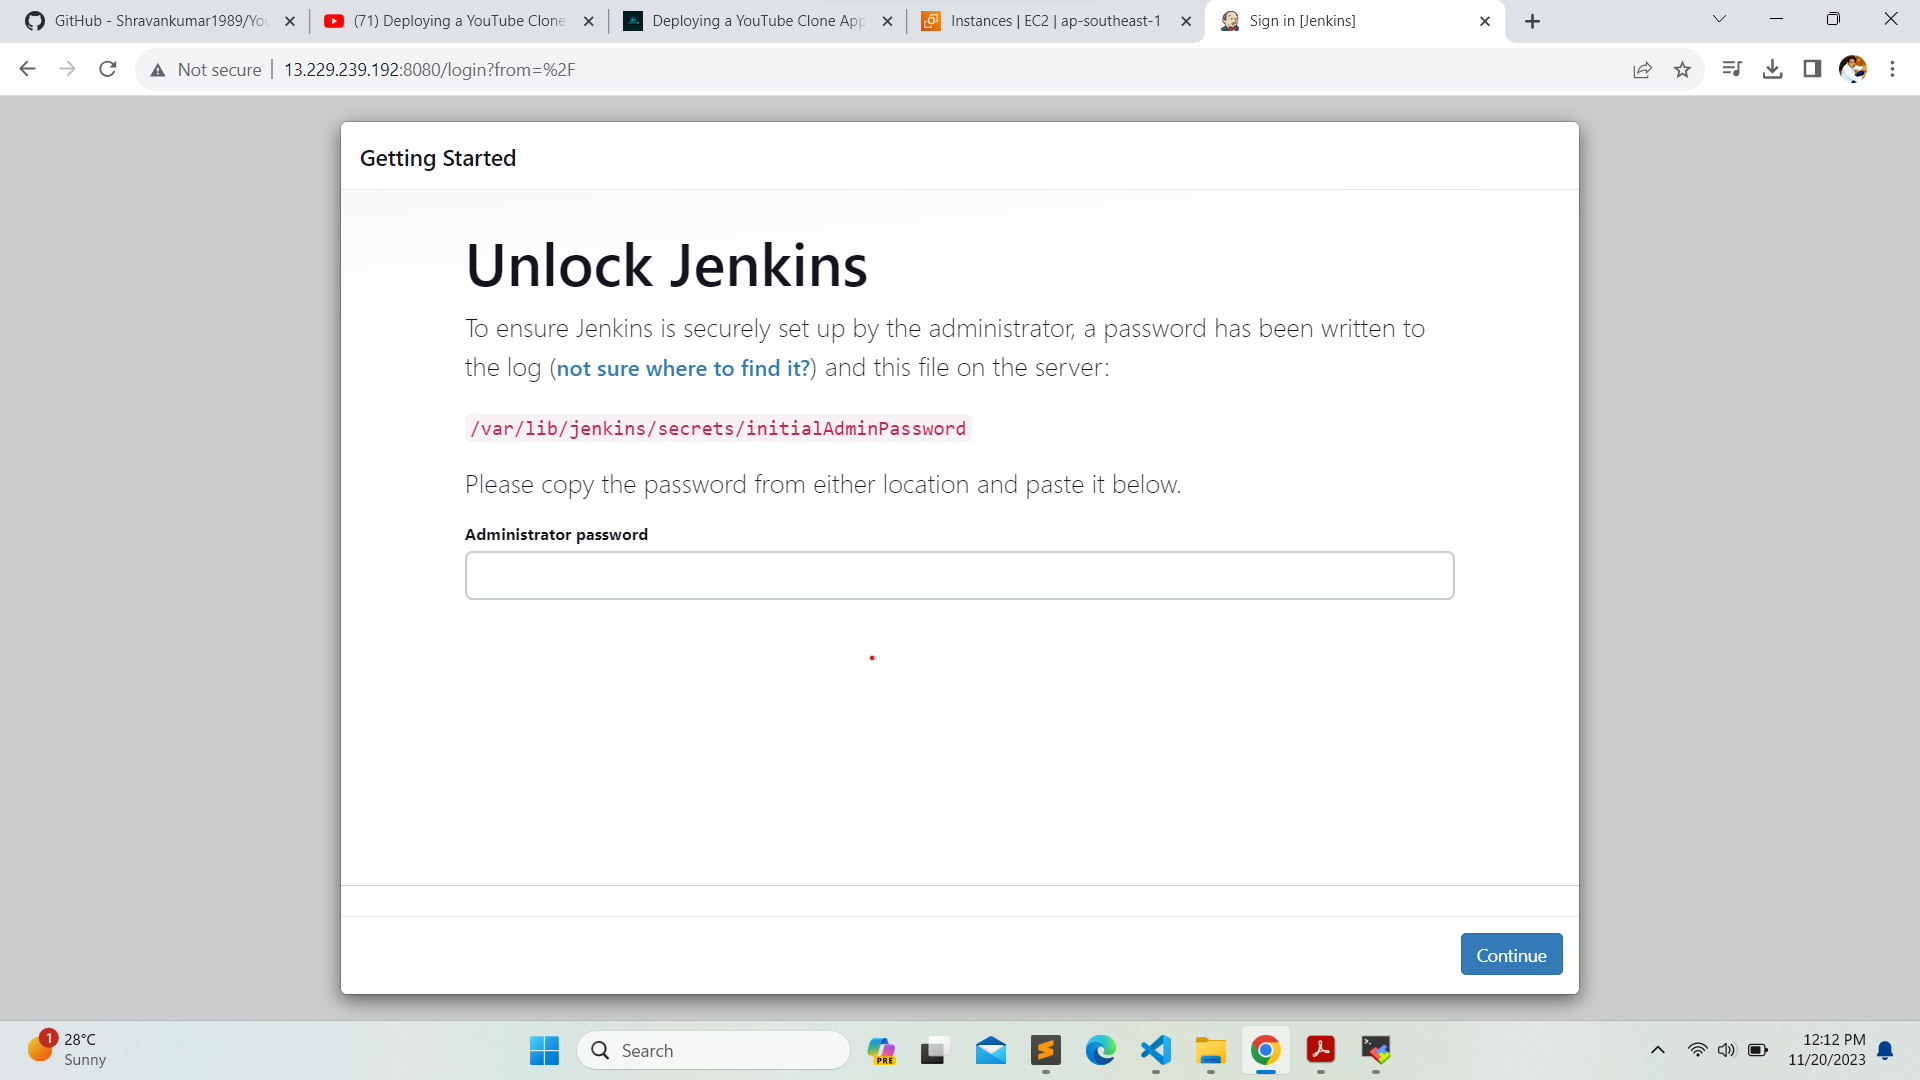 GitHub - Shravankumar1989/You
(71) Deploying a YouTube Clone
Deploying a YouTube Clone App
Instances | EC2 | ap-southeast-1
Sign in [Jenkins]
Not secure
13.229.239.192:8080/login?from=%2F
Getting Started
Unlock Jenkins
To ensure Jenkins is securely set up by the administrator, a password has been written to
the log (not sure where to find it?) and this file on the server:
/var/lib/jenkins/secrets/initialAdminPassword
Please copy the password from either location and paste it below.
Administrator password
Continue
1
28°C
Sunny
Search
PRE
12:12 PM
11/20/2023